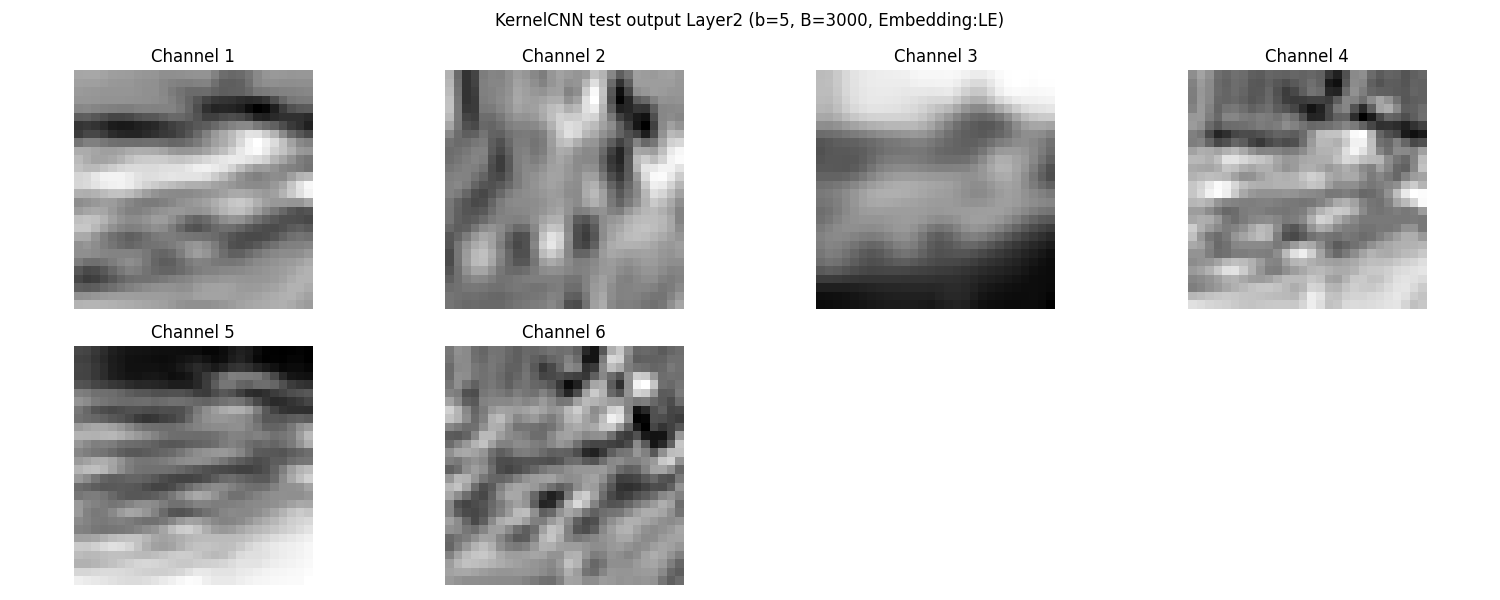 KernelCNN test output Layer2 (b=5, B=3000, Embedding:LE)
Channel 1
Channel 2
Channel 3
Channel 4
Channel 5
Channel 6